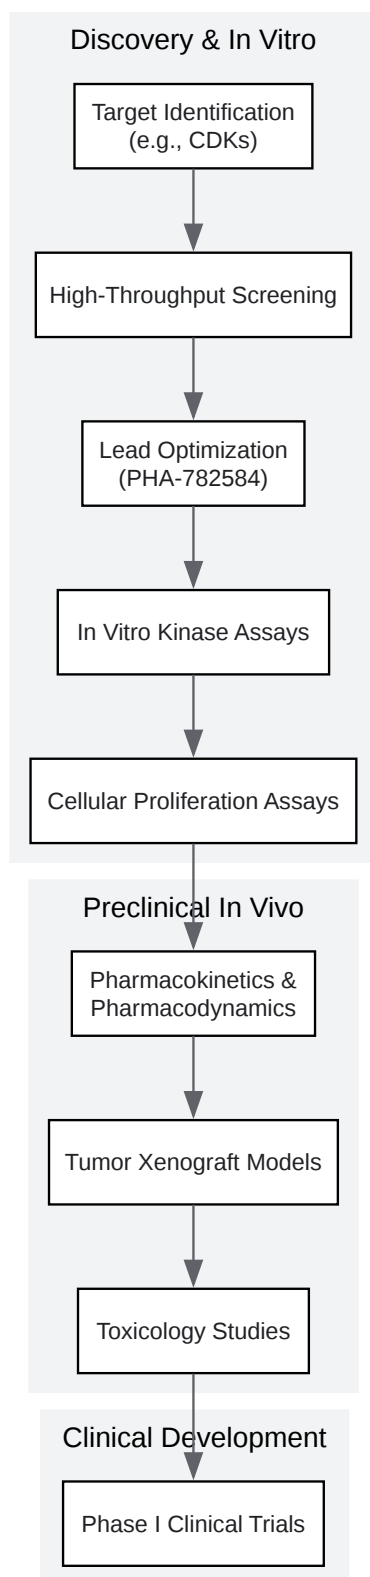 Discovery & In Vitro
Target Identification
(e.g., CDKs)
High-Throughput Screening
Lead Optimization
(PHA-782584)
In Vitro Kinase Assays
Cellular Proliferation Assays
Preclinical In Vivo
Pharmacokinetics &
Pharmacodynamics
Tumor Xenograft Models
Toxicology Studies
Clinical Development
Phase I Clinical Trials